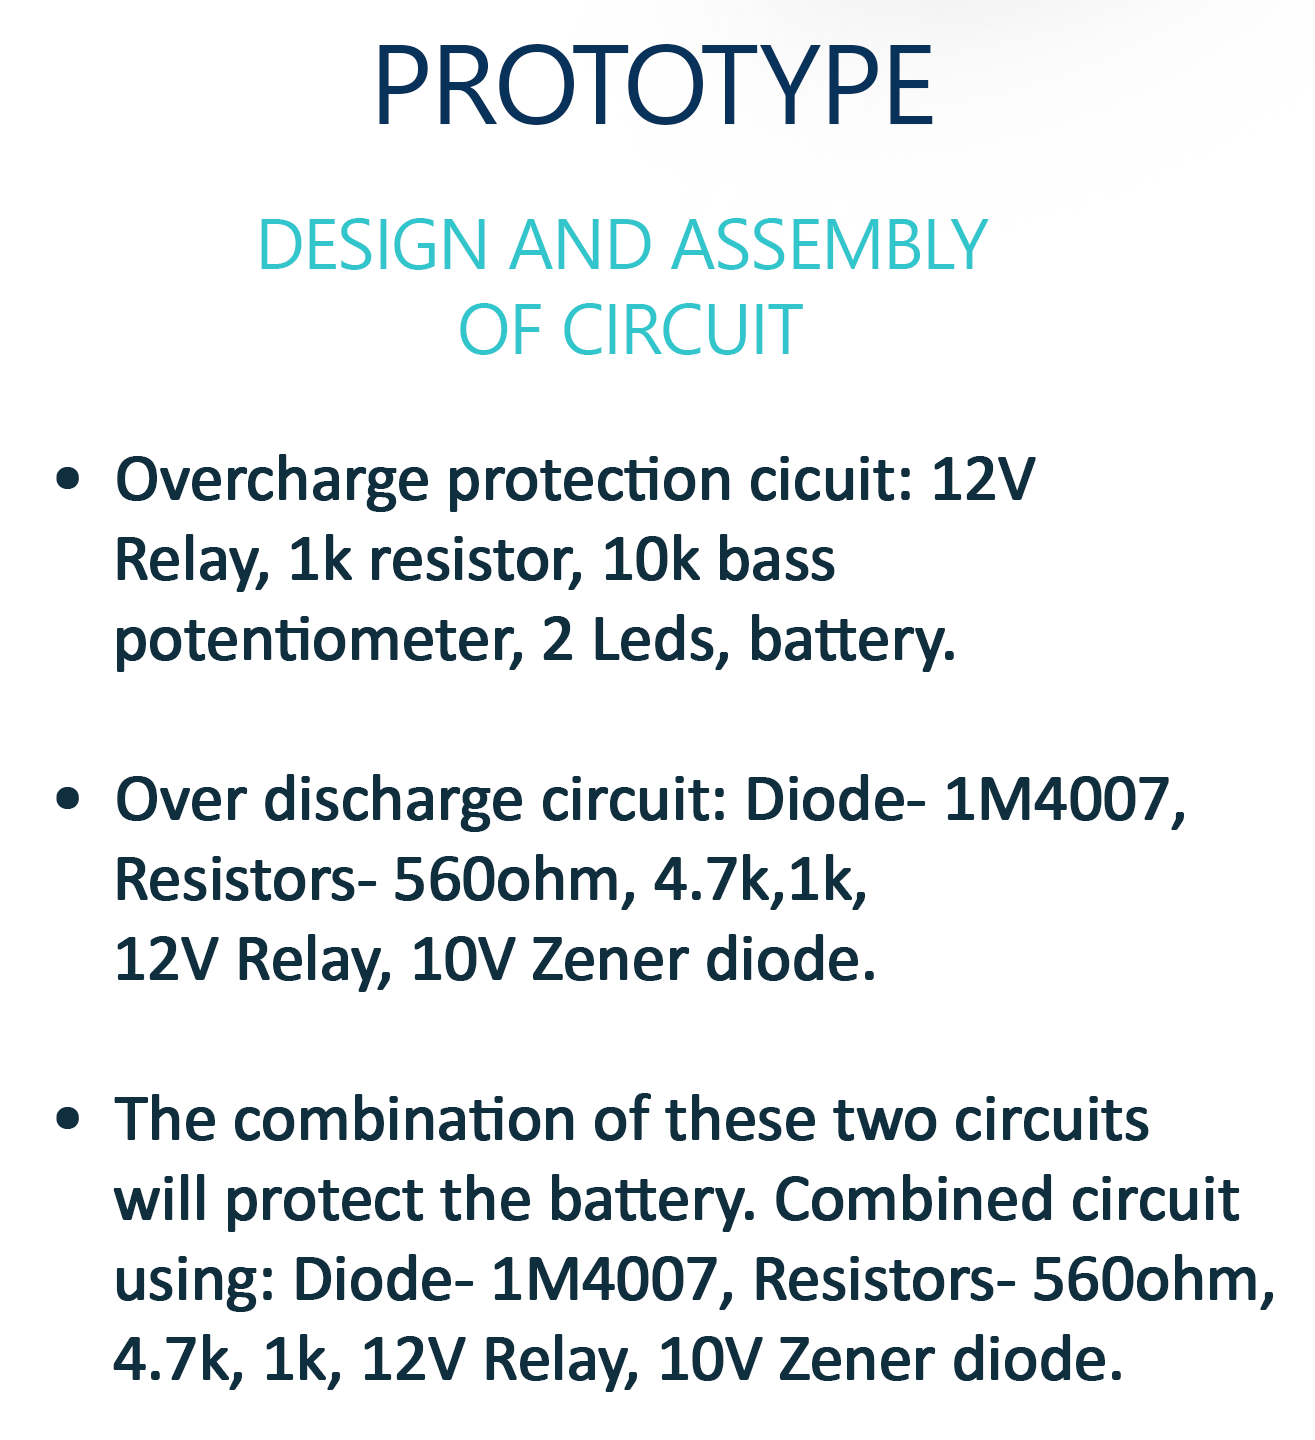 PROTOTYPE
DESIGN AND ASSEMBLY
OF CIRCUIT
• Overcharge protection cicuit: 12V
Relay, 1k resistor, 10k bass
potentiometer, 2 Leds, battery.
• Over discharge circuit: Diode- 1M4007,
Resistors- 560ohm, 4.7k,1k,
12V Relay, 10V Zener diode.
• The combination of these two circuits
will protect the battery. Combined circuit
using: Diode- 1M4007, Resistors- 560ohm,
4.7k, 1k, 12V Relay, 10V Zener diode.